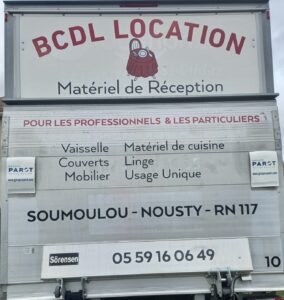 BCDL LOCATION
Matériel de Réception
POUR LES PROFESSIONNELS & LES PARTICULIERS
Vaisselle Matériel de cuisine
Couverts Linge
Mobilier Usage Unique
PAROT
PAROT
SOUMOULOU - NOUSTY - RN 117
Sörensen
05 59 16 06 49
10